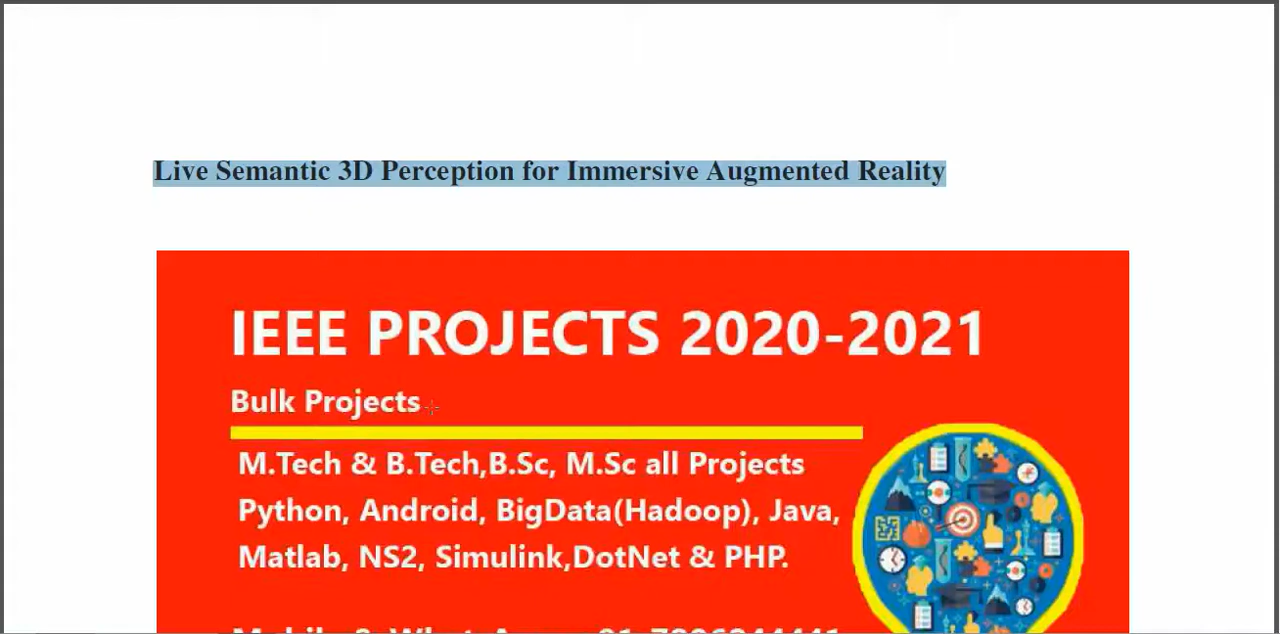 Live Semantic 3D Perception for Immersive Augmented Reality
IEEE PROJECTS 2020-2021
Bulk Projects
M.Tech & B.Tech,B.Sc, M.Sc all Projects
Python, Android, BigData(Hadoop), Java,
Matlab, NS2, Simulink,DotNet & PHP.